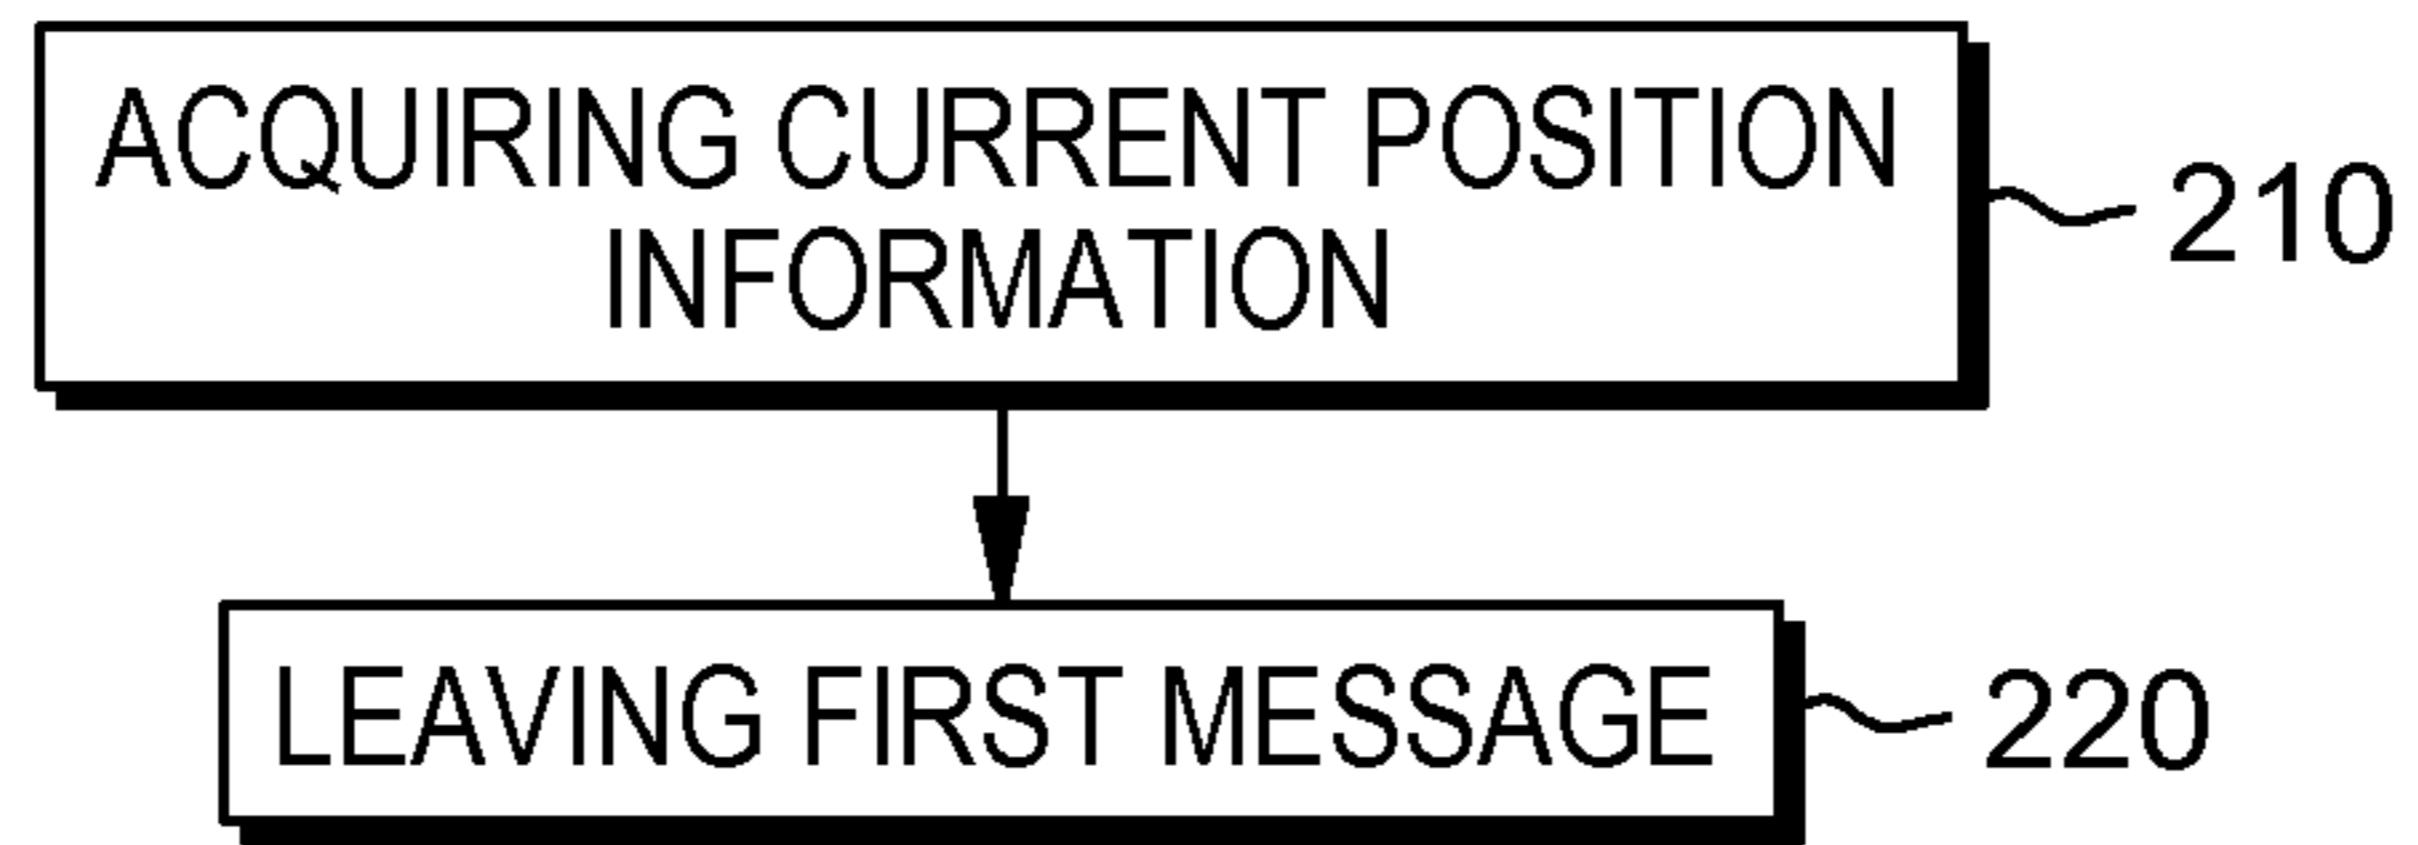 ACQUIRING CURRENT POSITION
INFORMATION
210
LEAVING FIRST MESSAGE
220